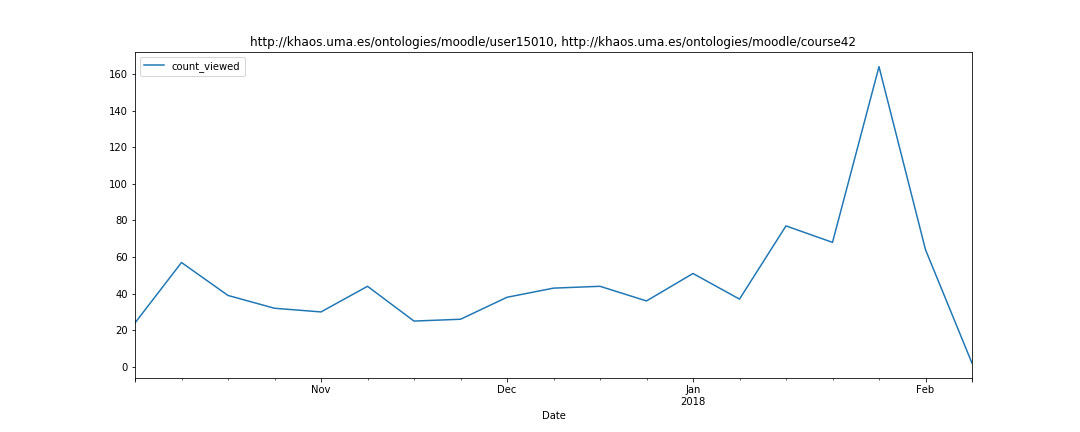 http://khaos.uma.es/ontologies/moodle/user15010, http://khaos.uma.es/ontologies/moodle/course42
count_viewed
160
140
120
100
80
60
40
20
0
Nov
Dec
Jan
2018
Feb
Date